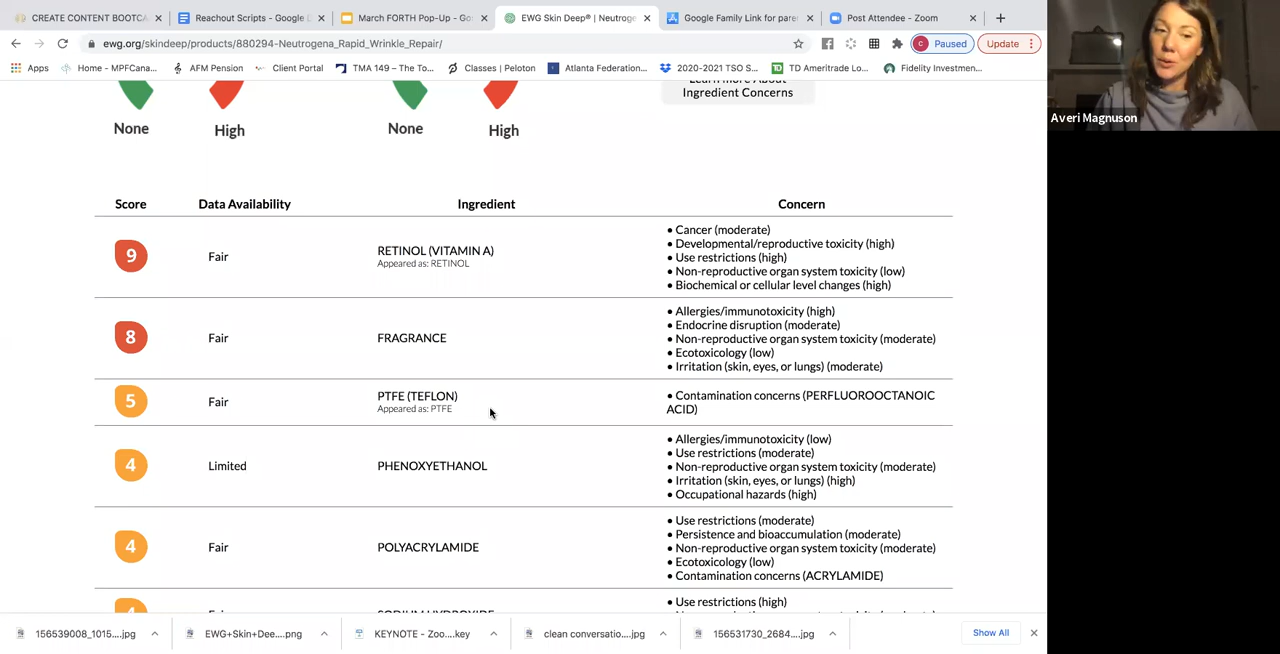 CREATE CONTENT BOOTCA
Reachout Scripts - Google D
March FORTH Pop-Up - Go
EWG Skin Deep® | Neutroge
Google Family Link for pare
Post Attendee - Zoom
ewg.org/skindeep/products/880294-Neutrogena_Rapid_Wrinkle_Repair/
C
Paused
Update
Apps
Home - MPFCana...
AFM Pension
Client Portal
TMA 149 — The To...
Classes | Peloton
Atlanta Federation...
2020-2021 TSO S...
TD Ameritrade Lo...
Fidelity Investmen...
Averi Magnuson
Learn More About
Ingredient Concerns
None
High
None
High
Score
Data Availability
Ingredient
Concern
9
Fair
RETINOL (VITAMIN A)
Appeared as: RETINOL
• Cancer (moderate)
• Developmental/reproductive toxicity (high)
• Use restrictions (high)
• Non-reproductive organ system toxicity (low)
• Biochemical or cellular level changes (high)
8
Fair
FRAGRANCE
• Allergies/immunotoxicity (high)
• Endocrine disruption (moderate)
• Non-reproductive organ system toxicity (moderate)
• Ecotoxicology (low)
• Irritation (skin, eyes, or lungs) (moderate)
5
Fair
PTFE (TEFLON)
Appeared as: PTFE
• Contamination concerns (PERFLUOROOCTANOIC
ACID)
4
Limited
PHENOXYETHANOL
• Allergies/immunotoxicity (low)
• Use restrictions (moderate)
• Non-reproductive organ system toxicity (moderate)
• Irritation (skin, eyes, or lungs) (high)
• Occupational hazards (high)
4
Fair
POLYACRYLAMIDE
• Use restrictions (moderate)
• Persistence and bioaccumulation (moderate)
• Non-reproductive organ system toxicity (moderate)
• Ecotoxicology (low)
• Contamination concerns (ACRYLAMIDE)
4
Fair
SODIUM HYDROXIDE
• Use restrictions (high)
156539008_1015....jpg
EWG+Skin+Dee....png
KEYNOTE - Zoo....key
clean conversatio....jpg
156531730_2684....jpg
Show All